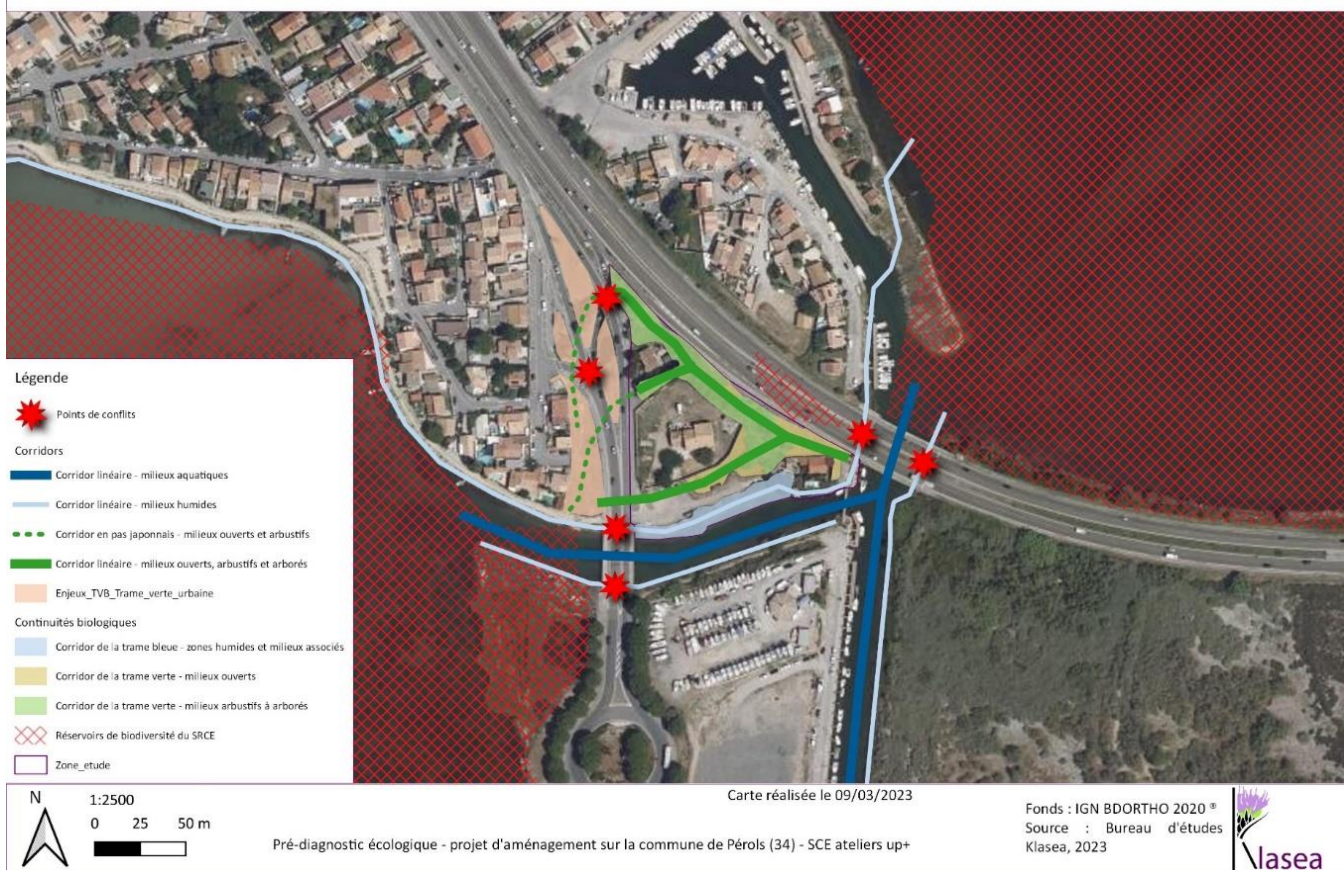 Légende
Points de conflits
Corridors
Corridor linéaire - milieux aquatiques
Corridor linéaire - milieux humides
Corridor en pas japonnais - milieux ouverts et arbustifs
Corridor linéaire - milieux ouverts, arbustifs et arborés
Enjeux_TVB_Trame_verte_urbaine
Continuités biologiques
Corridor de la trame bleue - zones humides et milieux associés
Corridor de la trame verte - milieux ouverts
Corridor de la trame verte - milieux arbustifs à arborés
Réservoirs de biodiversité du SRCE
Zone_etude
N
1:2500
0 25 50 m
Carte réalisée le 09/03/2023
Pré-diagnostic écologique - projet d'aménagement sur la commune de Pérols (34) - SCE ateliers up+
Fonds : IGN BDORTHO 2020 ®
Source : Bureau d'études
Klasea, 2023
Klasea